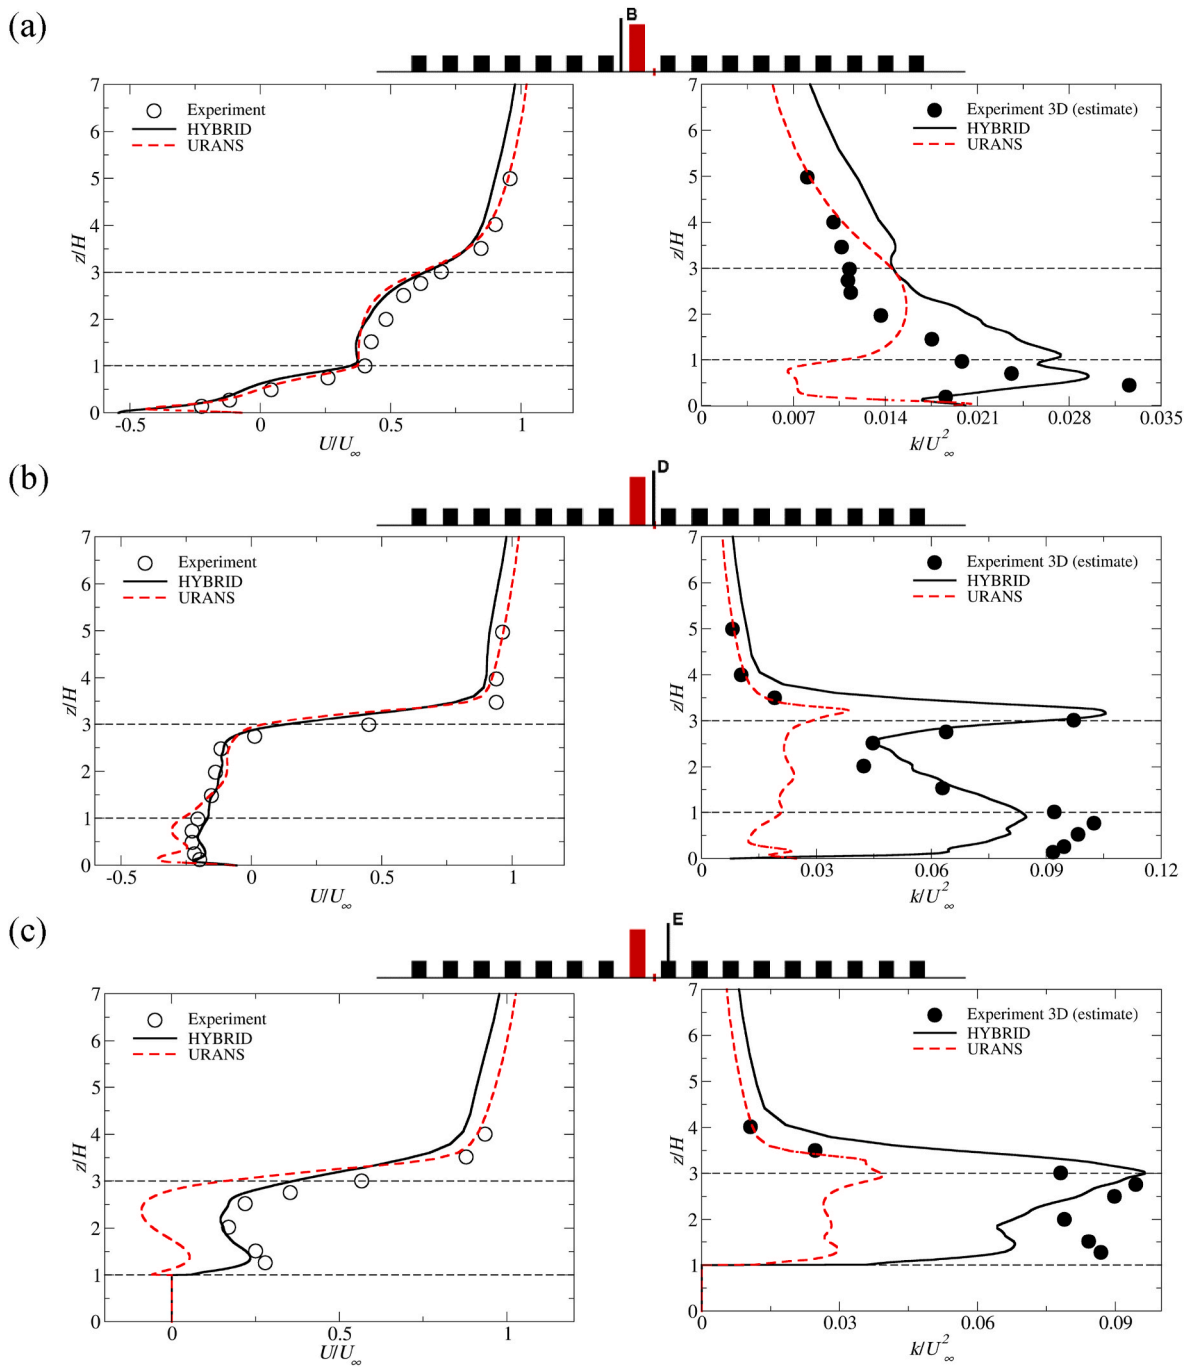 (a)
B
7
6
5
4
3
2
1
0
z/H
Experiment
HYBRID
URANS
-0.5 0 0.5 1
U/U∞
7
6
5
4
3
2
1
0
z/H
Experiment 3D (estimate)
HYBRID
URANS
0 0.007 0.014 0.021 0.028 0.035
k/U²∞
(b)
D
7
6
5
4
3
2
1
0
z/H
Experiment
HYBRID
URANS
-0.5 0 0.5 1
U/U∞
7
6
5
4
3
2
1
0
z/H
Experiment 3D (estimate)
HYBRID
URANS
0 0.03 0.06 0.09 0.12
k/U²∞
(c)
E
7
6
5
4
3
2
1
0
z/H
Experiment
HYBRID
URANS
0 0.5 1
U/U∞
7
6
5
4
3
2
1
0
z/H
Experiment 3D (estimate)
HYBRID
URANS
0 0.03 0.06 0.09
k/U²∞